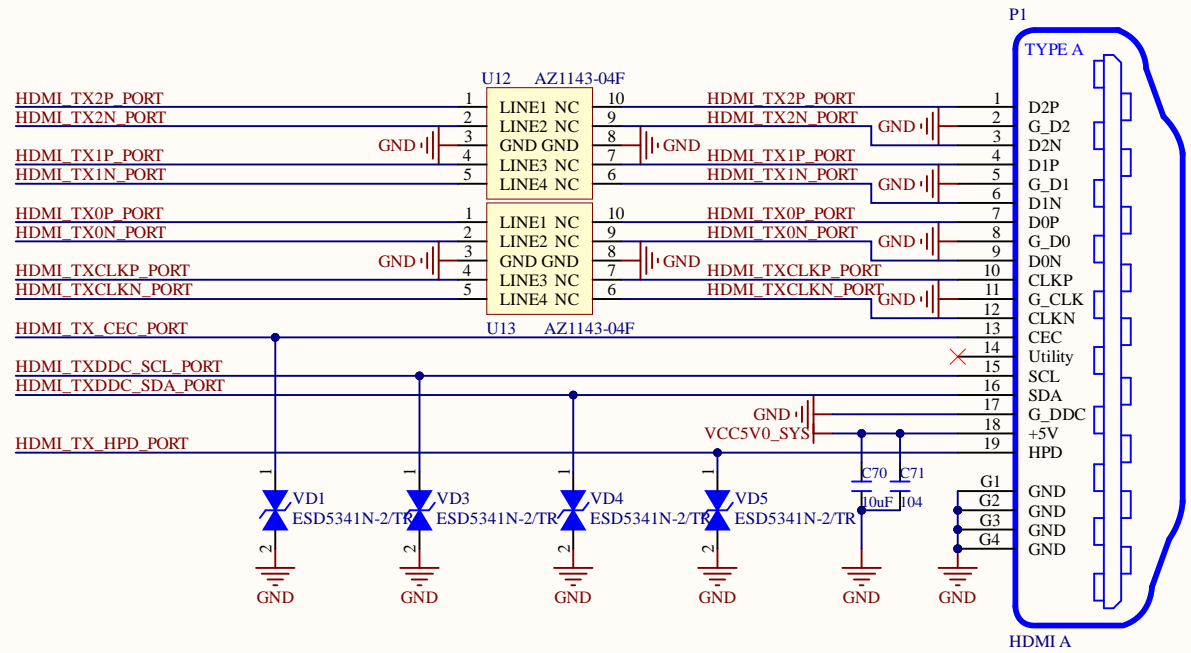 P1
TYPE A
U12 AZ1143-04F
HDMI_TX2P_PORT 1 LINE1 NC 10 HDMI_TX2P_PORT 1 D2P
HDMI_TX2N_PORT 2 LINE2 NC 9 HDMI_TX2N_PORT GND 2 G_D2
GND 3 GND GND 8 GND 3 D2N
HDMI_TX1P_PORT 4 LINE3 NC 7 HDMI_TX1P_PORT 4 D1P
HDMI_TX1N_PORT 5 LINE4 NC 6 HDMI_TX1N_PORT GND 5 G_D1
6 D1N
HDMI_TX0P_PORT 1 LINE1 NC 10 HDMI_TX0P_PORT 7 D0P
HDMI_TX0N_PORT 2 LINE2 NC 9 HDMI_TX0N_PORT GND 8 G_D0
GND 3 GND GND 8 GND 9 D0N
HDMI_TXCLKP_PORT 4 LINE3 NC 7 HDMI_TXCLKP_PORT 10 CLKP
HDMI_TXCLKN_PORT 5 LINE4 NC 6 HDMI_TXCLKN_PORT GND 11 G_CLK
12 CLKN
U13 AZ1143-04F
HDMI_TX_CEC_PORT 13 CEC
14 Utility
HDMI_TXDDC_SCL_PORT 15 SCL
HDMI_TXDDC_SDA_PORT 16 SDA
GND 17 G_DDC
VCC5V0_SYS 18 +5V
HDMI_TX_HPD_PORT 19 HPD
1 1 1 1 C70 C71
G1 GND
VD1 VD3 VD4 VD5 10uF 104 G2 GND
ESD5341N-2/TR ESD5341N-2/TR ESD5341N-2/TR ESD5341N-2/TR
G3 GND
2 2 2 2 G4 GND
GND GND GND GND GND GND
HDMI A